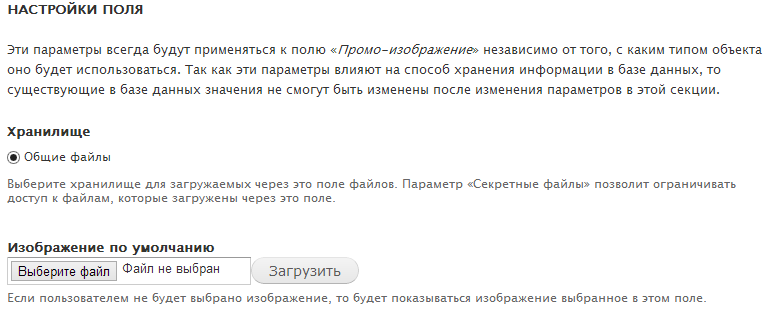 НАСТРОЙКИ ПОЛЯ
Эти параметры всегда будут применяться к полю «Промо-изображение» независимо от того, с каким типом объекта
оно будет использоваться. Так как эти параметры влияют на способ хранения информации в базе данных, то
существующие в базе данных значения не смогут быть изменены после изменения параметров в этой секции.
Хранилище
Общие файлы
Выберите хранилище для загружаемых через это поле файлов. Параметр «Секретные файлы» позволит ограничивать
доступ к файлам, которые загружены через это поле.
Изображение по умолчанию
Выберите файл Файл не выбран Загрузить
Если пользователем не будет выбрано изображение, то будет показываться изображение выбранное в этом поле.